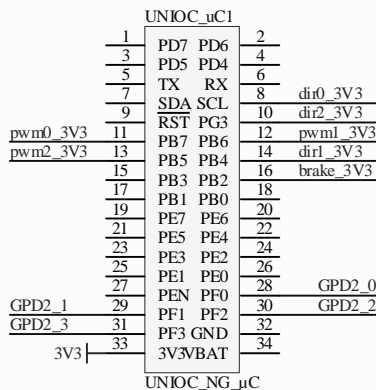 UNIOC_uC1
1 PD7 PD6 2
3 PD5 PD4 4
5 TX RX 6
7 SDA SCL 8 dir0_3V3
9 RST PG3 10 dir2_3V3
pwm0_3V3 11 PB7 PB6 12 pwm1_3V3
pwm2_3V3 13 PB5 PB4 14 dir1_3V3
15 PB3 PB2 16 brake_3V3
17 PB1 PB0 18
19 PE7 PE6 20
21 PE5 PE4 22
23 PE3 PE2 24
25 PE1 PE0 26
27 PEN PF0 28 GPD2_0
GPD2_1 29 PF1 PF2 30 GPD2_2
GPD2_3 31 PF3 GND 32
3V3 33 3V3 VBAT 34
UNIOC_NG_µC